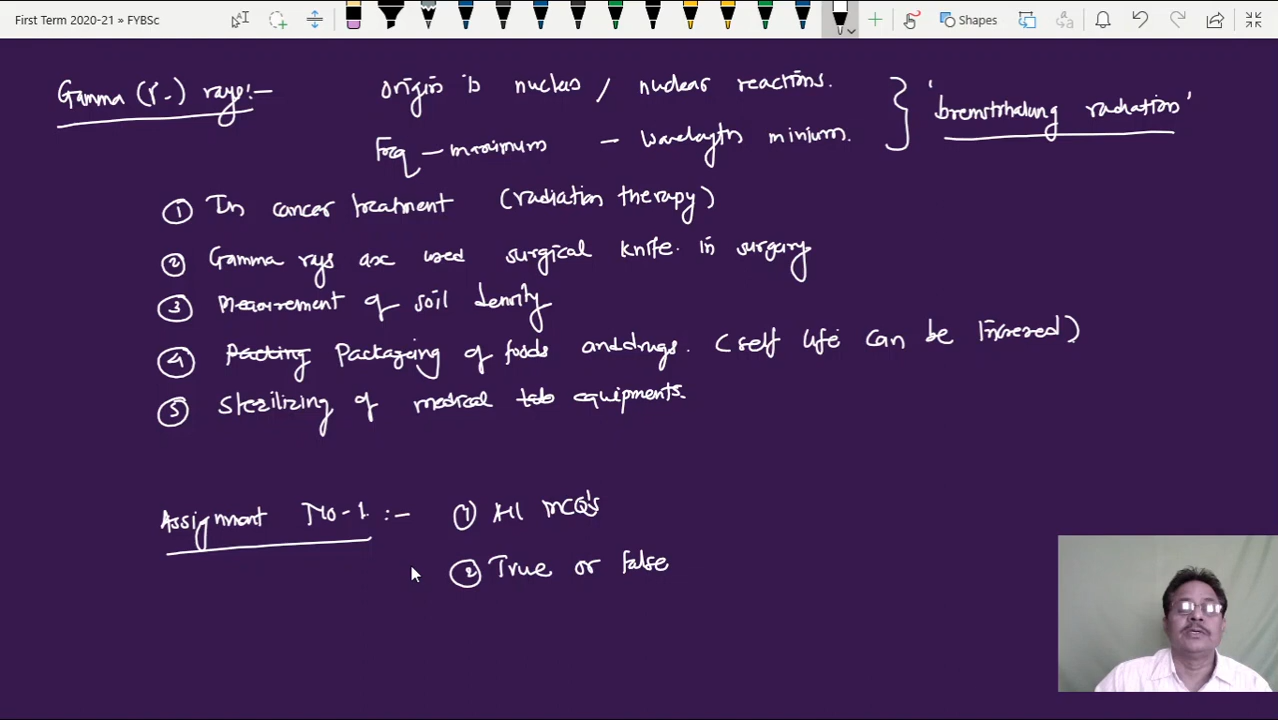 First Term 2020-21 » FYBSc
Shapes
Gamma (γ-) rays:-
origin is nucleus / nuclear reactions.
Freq - maximum - wavelength minimum.
'bremstrhalung radiation'
① In cancer treatment (radiation therapy)
② Gamma rays are used surgical knife in surgary
③ Measurement of soil density
④ Packing Packazing of foods and drugs. (self life can be increased)
⑤ Sterilizing of medical lab equipments.
Assignment No-1 :- ① All MCQ's
② True or false